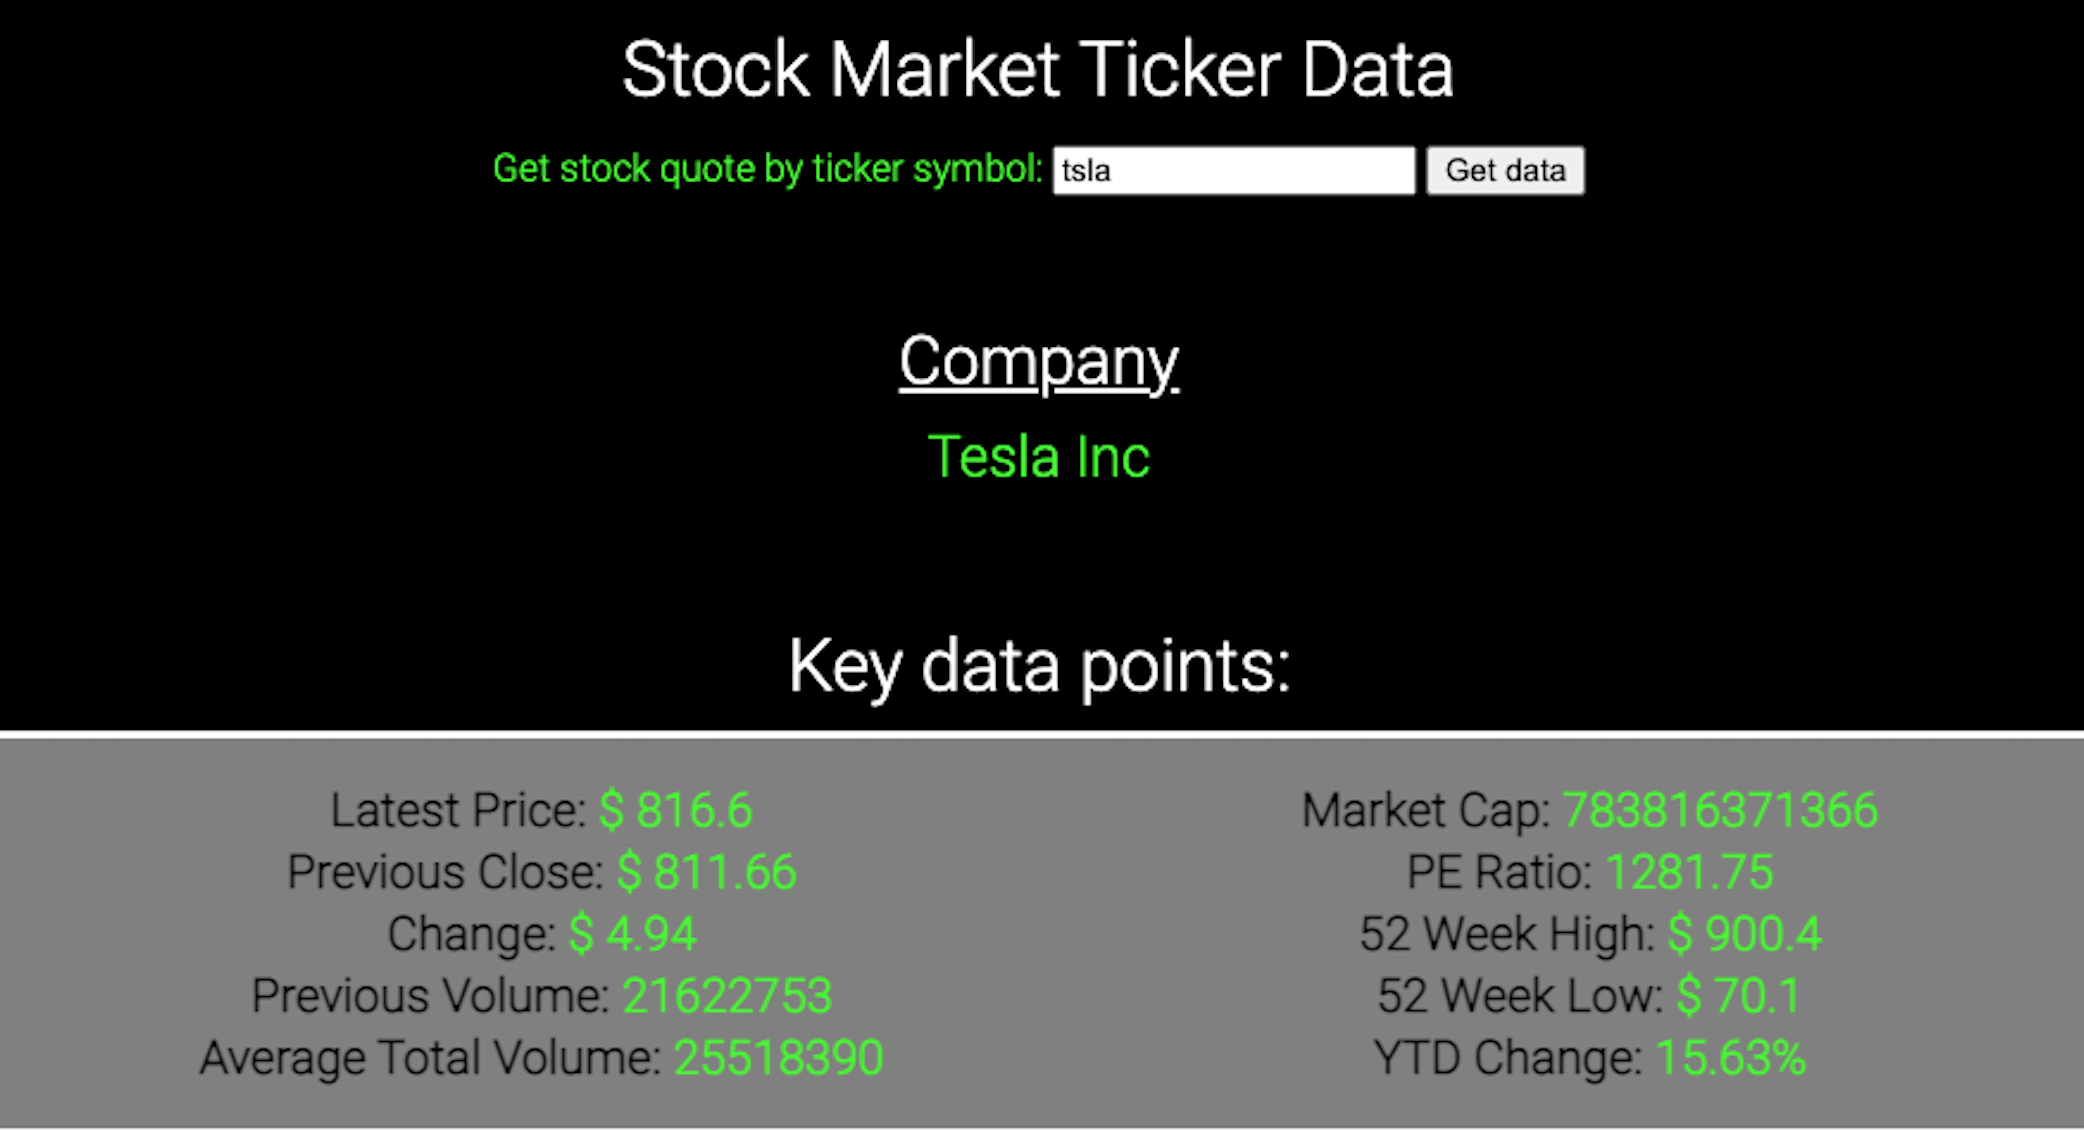 Stock Market Ticker Data
Get stock quote by ticker symbol: tsla Get data
Company
Tesla Inc
Key data points:
Latest Price: $ 816.6
Previous Close: $ 811.66
Change: $ 4.94
Previous Volume: 21622753
Average Total Volume: 25518390
Market Cap: 783816371366
PE Ratio: 1281.75
52 Week High: $ 900.4
52 Week Low: $ 70.1
YTD Change: 15.63%